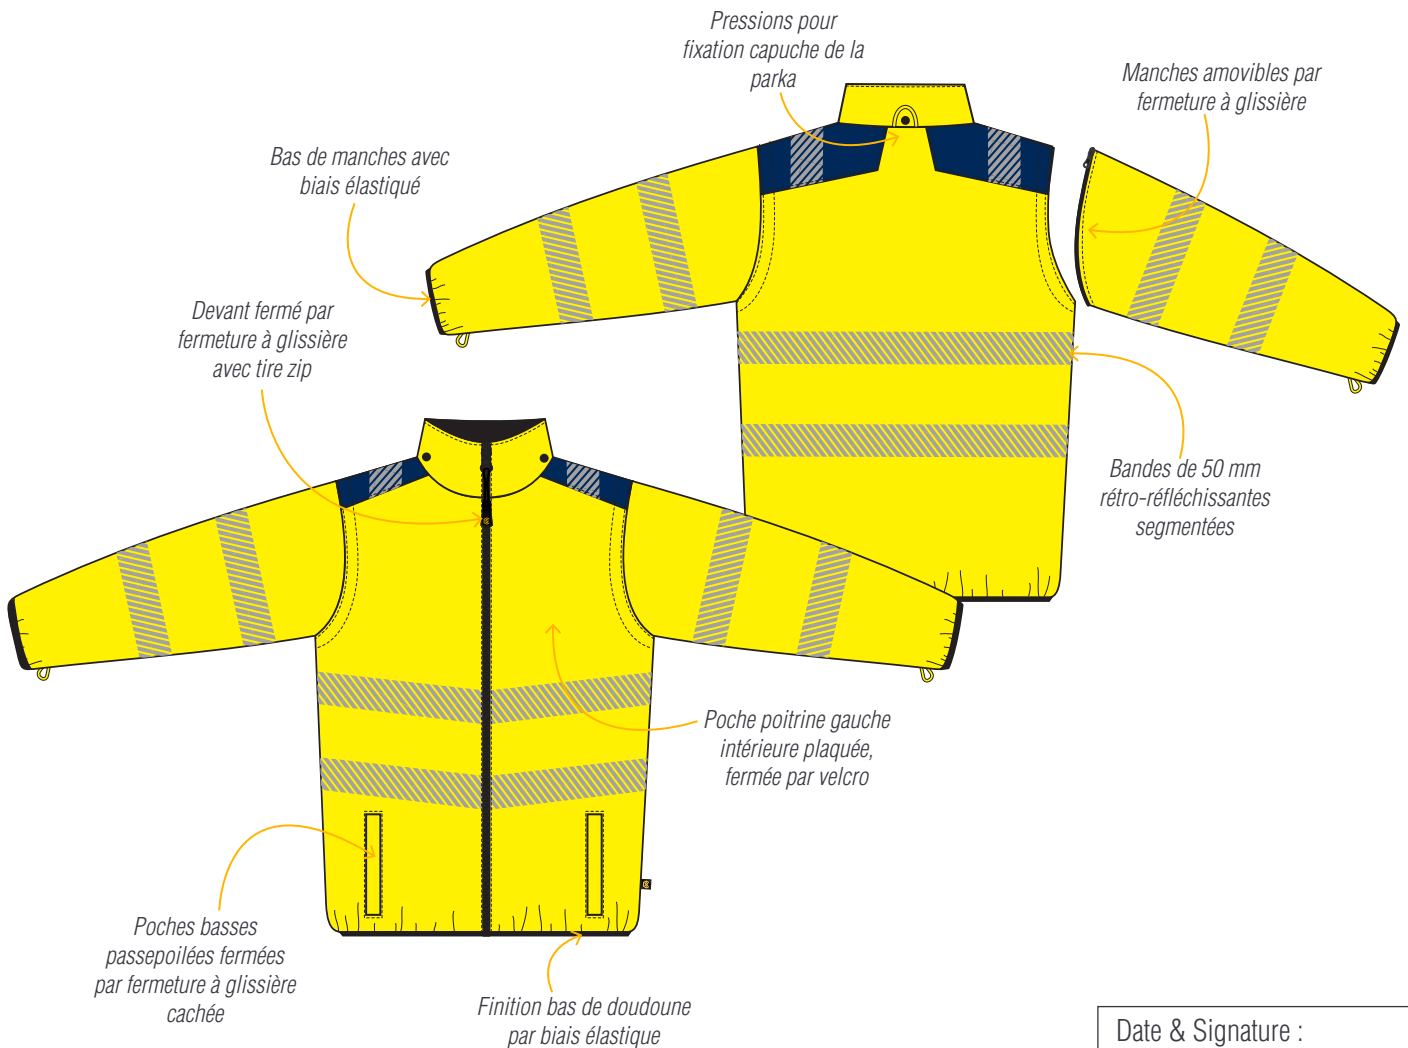 Pressions pour
fixation capuche de la
parka
Manches amovibles par
fermeture à glissière
Bas de manches avec
biais élastiqué
Devant fermé par
fermeture à glissière
avec tire zip
Bandes de 50 mm
rétro-réfléchissantes
segmentées
Poche poitrine gauche
intérieure plaquée,
fermée par velcro
Poches basses
passepoilées fermées
par fermeture à glissière
cachée
Finition bas de doudoune
par biais élastique
Date & Signature :